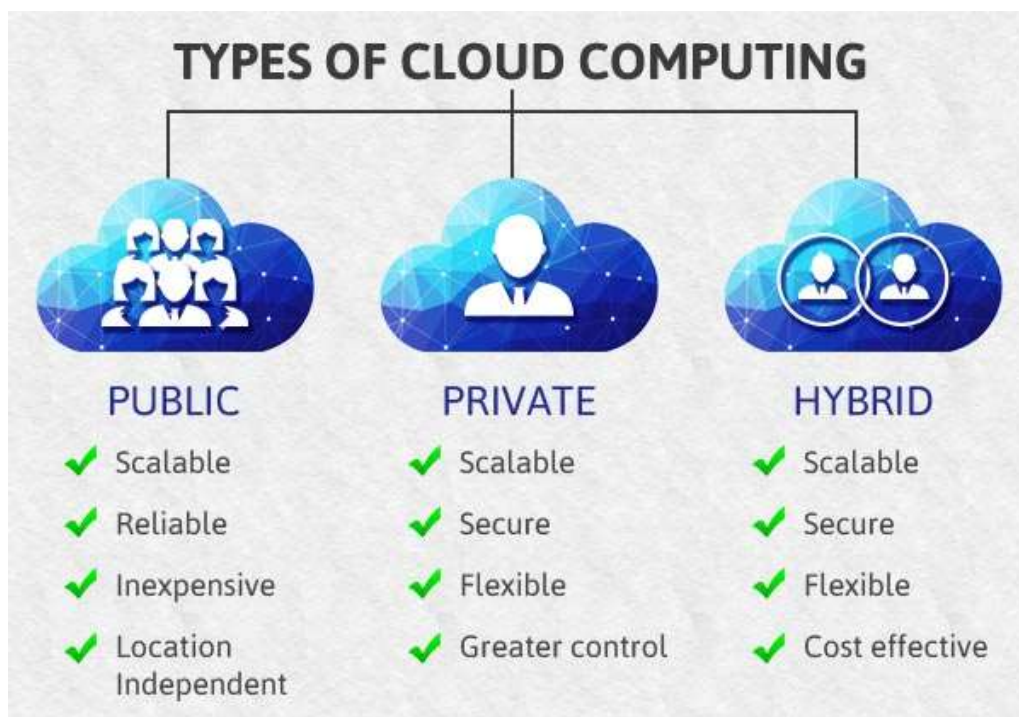 TYPES OF CLOUD COMPUTING
PUBLIC
Scalable
Reliable
Inexpensive
Location
Independent
PRIVATE
Scalable
Secure
Flexible
Greater control
HYBRID
Scalable
Secure
Flexible
Cost effective